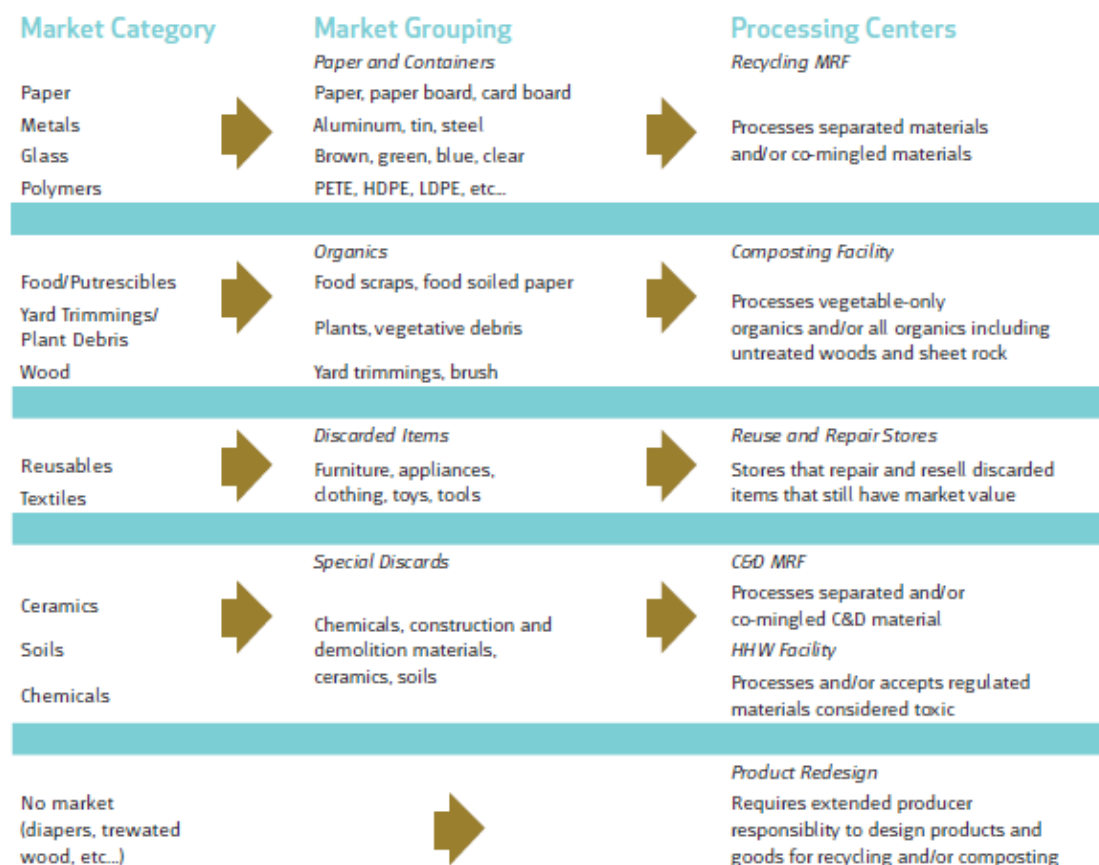 Market Category Market Grouping Processing Centers
Paper and Containers Recycling MRF
Paper Paper, paper board, card board
Metals Aluminum, tin, steel Processes separated materials
Glass Brown, green, blue, clear and/or co-mingled materials
Polymers PETE, HDPE, LDPE, etc...
Organics Composting Facility
Food/Putrescibles Food scraps, food soiled paper
Yard Trimmings/
Plant Debris
Plants, vegetative debris
Processes vegetable-only
organics and/or all organics including
untreated woods and sheet rock
Wood Yard trimmings, brush
Discarded Items Reuse and Repair Stores
Reusables
Textiles
Furniture, appliances,
clothing, toys, tools
Stores that repair and resell discarded
items that still have market value
Special Discards C&D MRF
Ceramics
Soils
Chemicals
Chemicals, construction and
demolition materials,
ceramics, soils
Processes separated and/or
co-mingled C&D material
HHW Facility
Processes and/or accepts regulated
materials considered toxic
Product Redesign
No market
(diapers, trewated
wood, etc...)
Requires extended producer
responsiblity to design products and
goods for recycling and/or composting